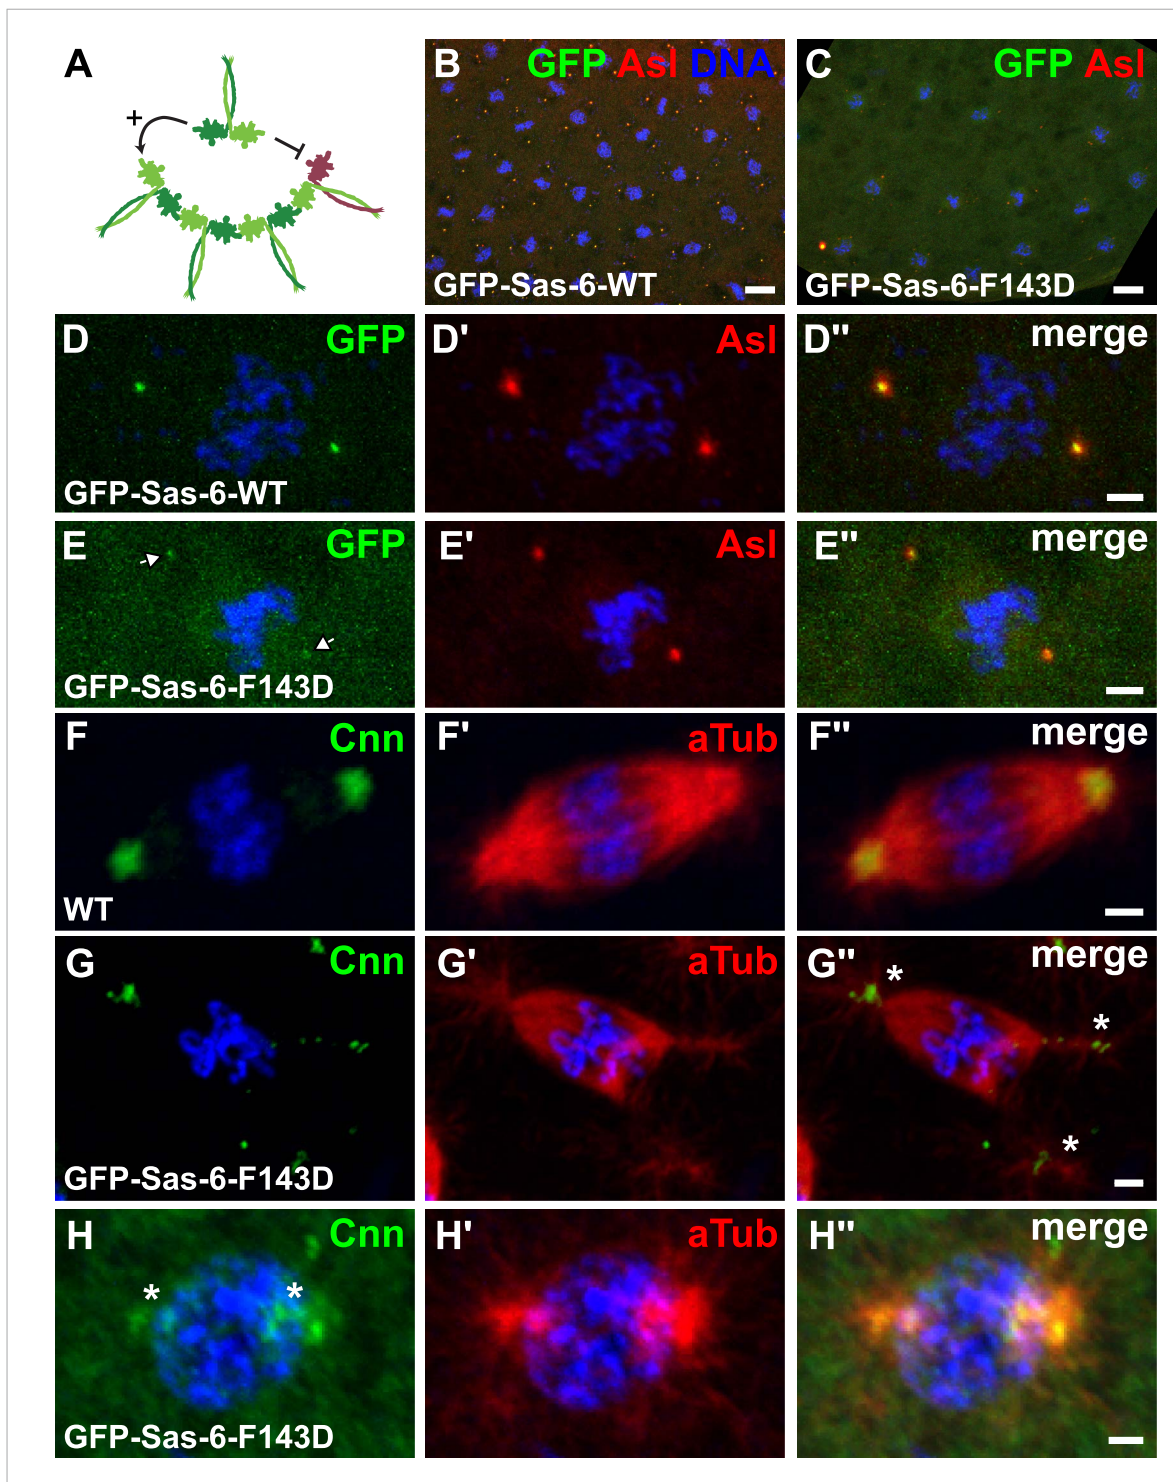 A
+
B
GFP Asl DNA
GFP-Sas-6-WT
C
GFP Asl
GFP-Sas-6-F143D
D
GFP
GFP-Sas-6-WT
D'
Asl
D"
merge
E
GFP
GFP-Sas-6-F143D
E'
Asl
E"
merge
F
Cnn
WT
F'
aTub
F"
merge
G
Cnn
GFP-Sas-6-F143D
G'
aTub
G"
merge
*
*
*
H
Cnn
* *
GFP-Sas-6-F143D
H'
aTub
H"
merge